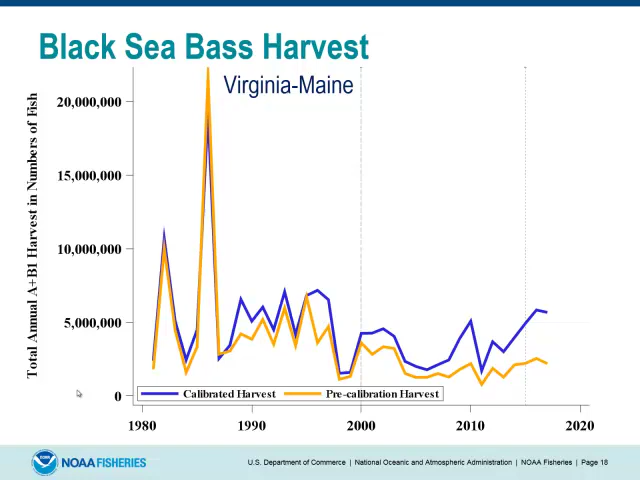 Black Sea Bass Harvest
Virginia-Maine
Total Annual A+B1 Harvest in Numbers of Fish
20,000,000
15,000,000
10,000,000
5,000,000
0
Calibrated Harvest
Pre-calibration Harvest
1980
1990
2000
2010
2020
NOAA
NOAA FISHERIES
U.S. Department of Commerce | National Oceanic and Atmospheric Administration | NOAA Fisheries | Page 18